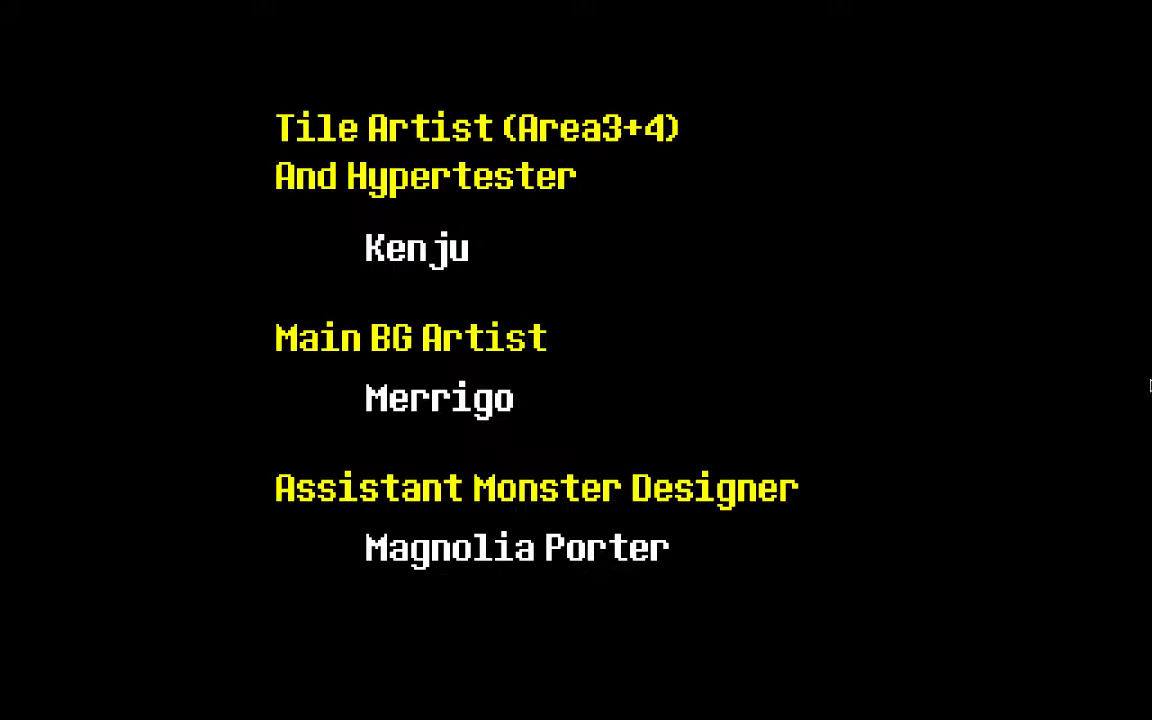 Tile Artist (Area3+4)
And Hypertester
Kenju
Main BG Artist
Merrigo
Assistant Monster Designer
Magnolia Porter